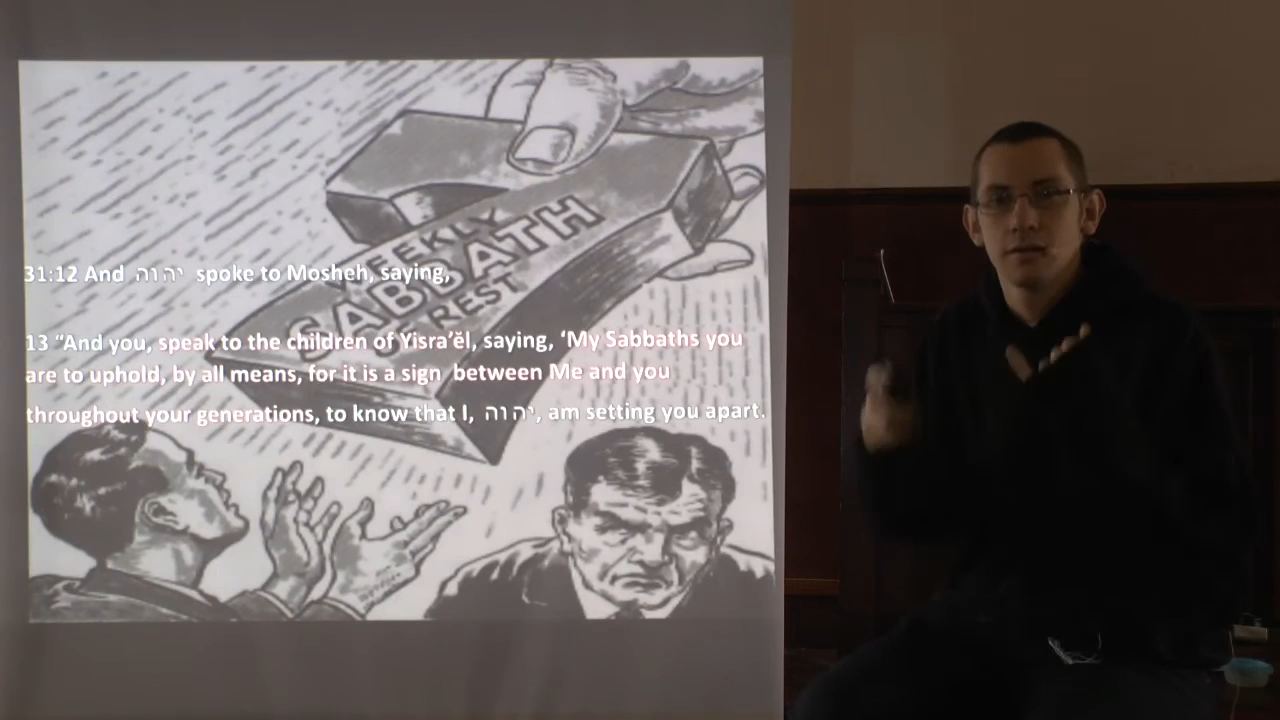 WEEKLY
SABBATH
REST
31:12 And יהוה spoke to Mosheh, saying,
13 “And you, speak to the children of Yisra’ĕl, saying, ‘My Sabbaths you
are to uphold, by all means, for it is a sign between Me and you
throughout your generations, to know that I, יהוה, am setting you apart.